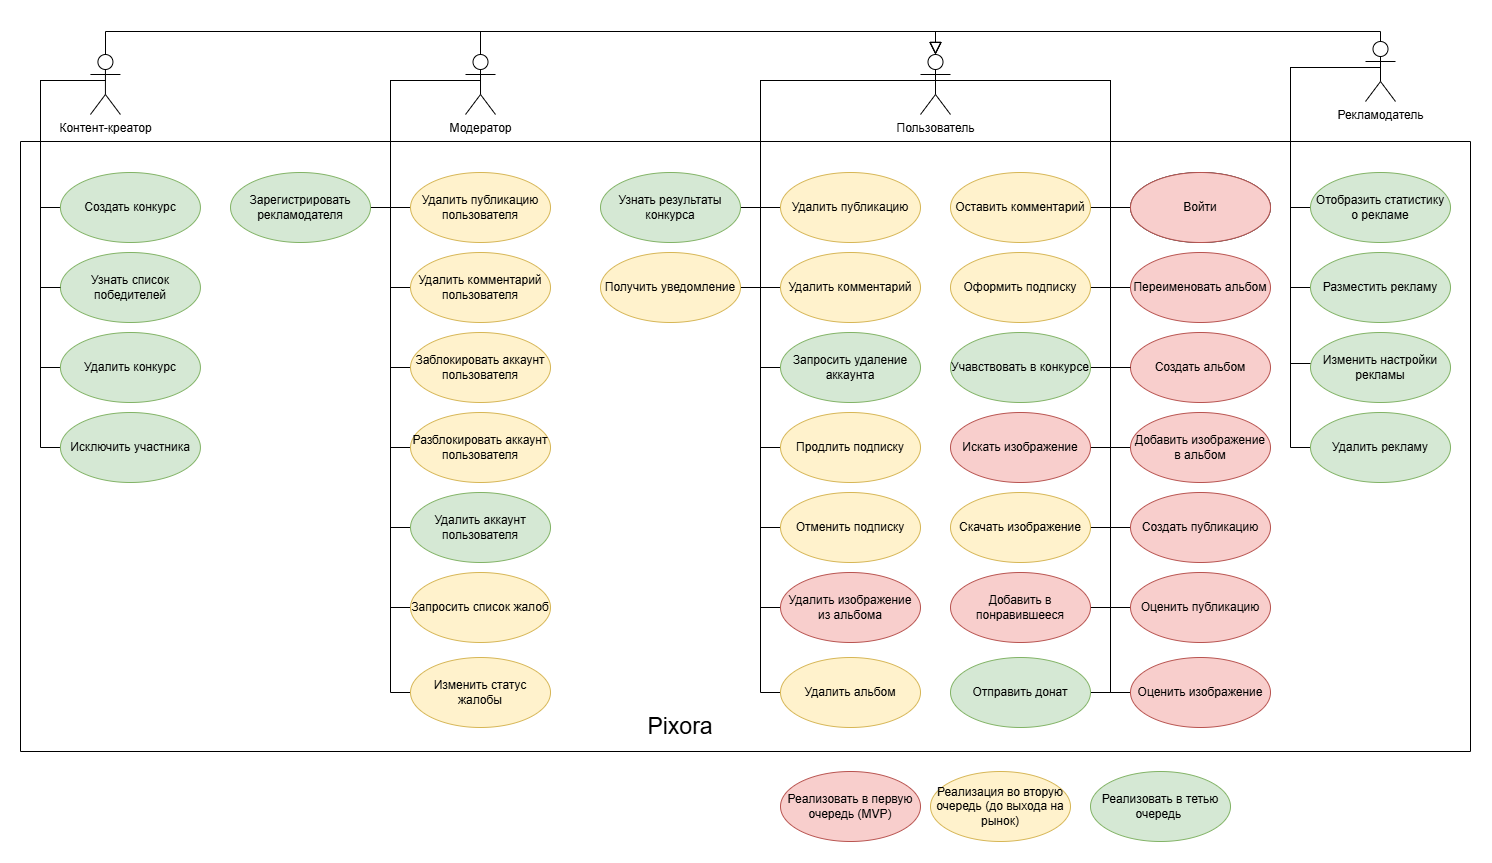 Контент-креатор
Модератор
Пользователь
Рекламодатель
Создать конкурс
Зарегистрировать
рекламодателя
Удалить публикацию
пользователя
Узнать результаты
конкурса
Удалить публикацию
Оставить комментарий
Войти
Отобразить статистику
о рекламе
Узнать список
победителей
Удалить комментарий
пользователя
Получить уведомление
Удалить комментарий
Оформить подписку
Переименовать альбом
Разместить рекламу
Удалить конкурс
Заблокировать аккаунт
пользователя
Запросить удаление
аккаунта
Учавствовать в конкурсе
Создать альбом
Изменить настройки
рекламы
Исключить участника
Разблокировать аккаунт
пользователя
Продлить подписку
Искать изображение
Добавить изображение
в альбом
Удалить рекламу
Удалить аккаунт
пользователя
Отменить подписку
Скачать изображение
Создать публикацию
Запросить список жалоб
Удалить изображение
из альбома
Добавить в
понравившееся
Оценить публикацию
Изменить статус
жалобы
Удалить альбом
Отправить донат
Оценить изображение
Pixora
Реализовать в первую
очередь (MVP)
Реализация во вторую
очередь (до выхода на
рынок)
Реализовать в тетью
очередь